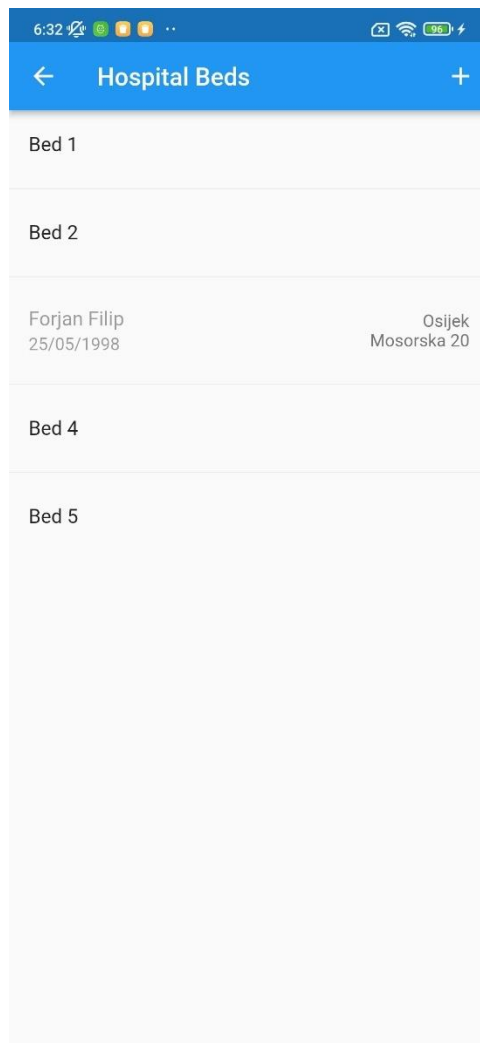 6:32
96
Hospital Beds
Bed 1
Bed 2
Forjan Filip
Osijek
25/05/1998
Mosorska 20
Bed 4
Bed 5